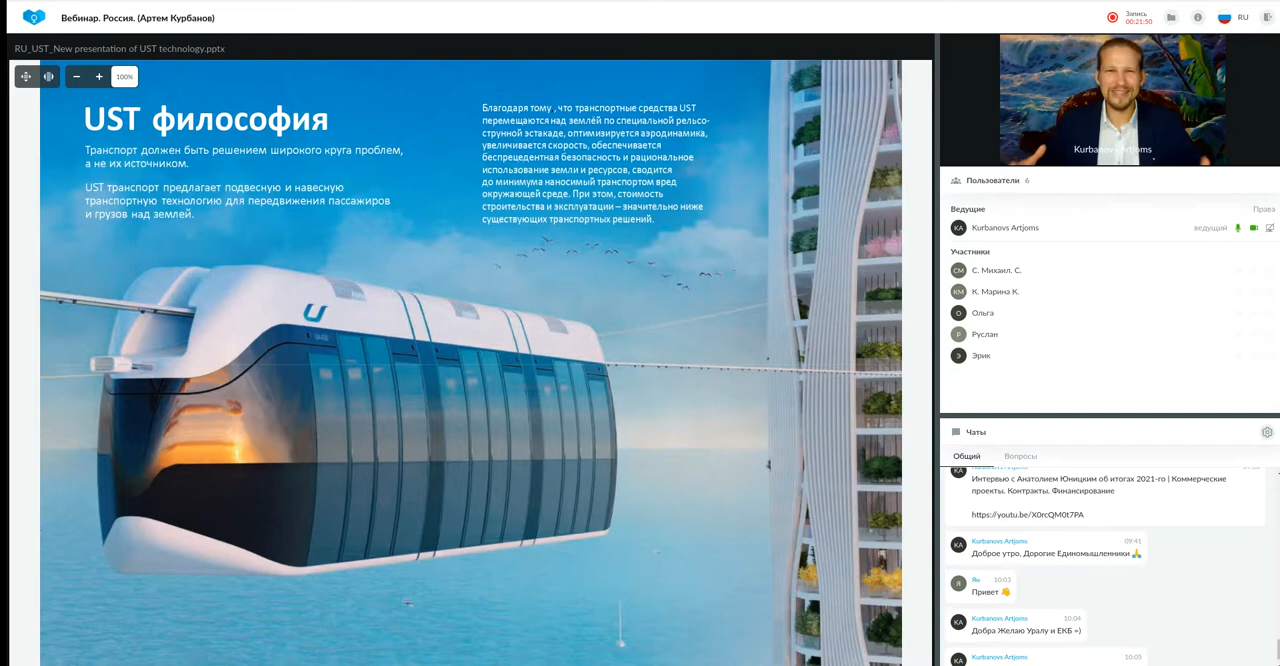 Вебинар. Россия. (Артем Курбанов)
Запись
00:21:50
RU
RU_UST_New presentation of UST technology.pptx
100%
UST философия
Транспорт должен быть решением широкого круга проблем,
а не их источником.
UST транспорт предлагает подвесную и навесную
транспортную технологию для передвижения пассажиров
и грузов над землей.
Благодаря тому , что транспортные средства UST
перемещаются над землёй по специальной рельсо-
струнной эстакаде, оптимизируется аэродинамика,
увеличивается скорость, обеспечивается
беспрецедентная безопасность и рациональное
использование земли и ресурсов, сводится
до минимума наносимый транспортом вред
окружающей среде. При этом, стоимость
строительства и эксплуатации – значительно ниже
существующих транспортных решений.
U
Kurbanovs Artjoms
Пользователи 6
Ведущие
Права
KA
Kurbanovs Artjoms
ведущий
Участники
СМ
С. Михаил. С.
КМ
К. Марина К.
О
Ольга
Р
Руслан
Э
Эрик
Чаты
Общий
Вопросы
KA
Интервью с Анатолием Юницким об итогах 2021-го | Коммерческие
проекты. Контракты. Финансирование
https://youtu.be/X0rcQM0t7PA
KA
Kurbanovs Artjoms 09:41
Доброе утро, Дорогие Единомышленники 🙏
Я
Ян 10:03
Привет 👋
KA
Kurbanovs Artjoms 10:04
Добра Желаю Уралу и ЕКБ =)
KA
Kurbanovs Artjoms 10:05